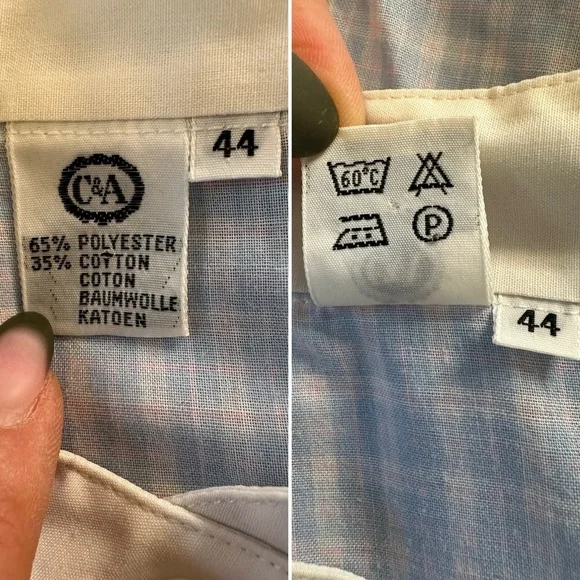 C&A
44
65% POLYESTER
35% COTTON
COTON
BAUMWOLLE
KATOEN
60°C
P
44